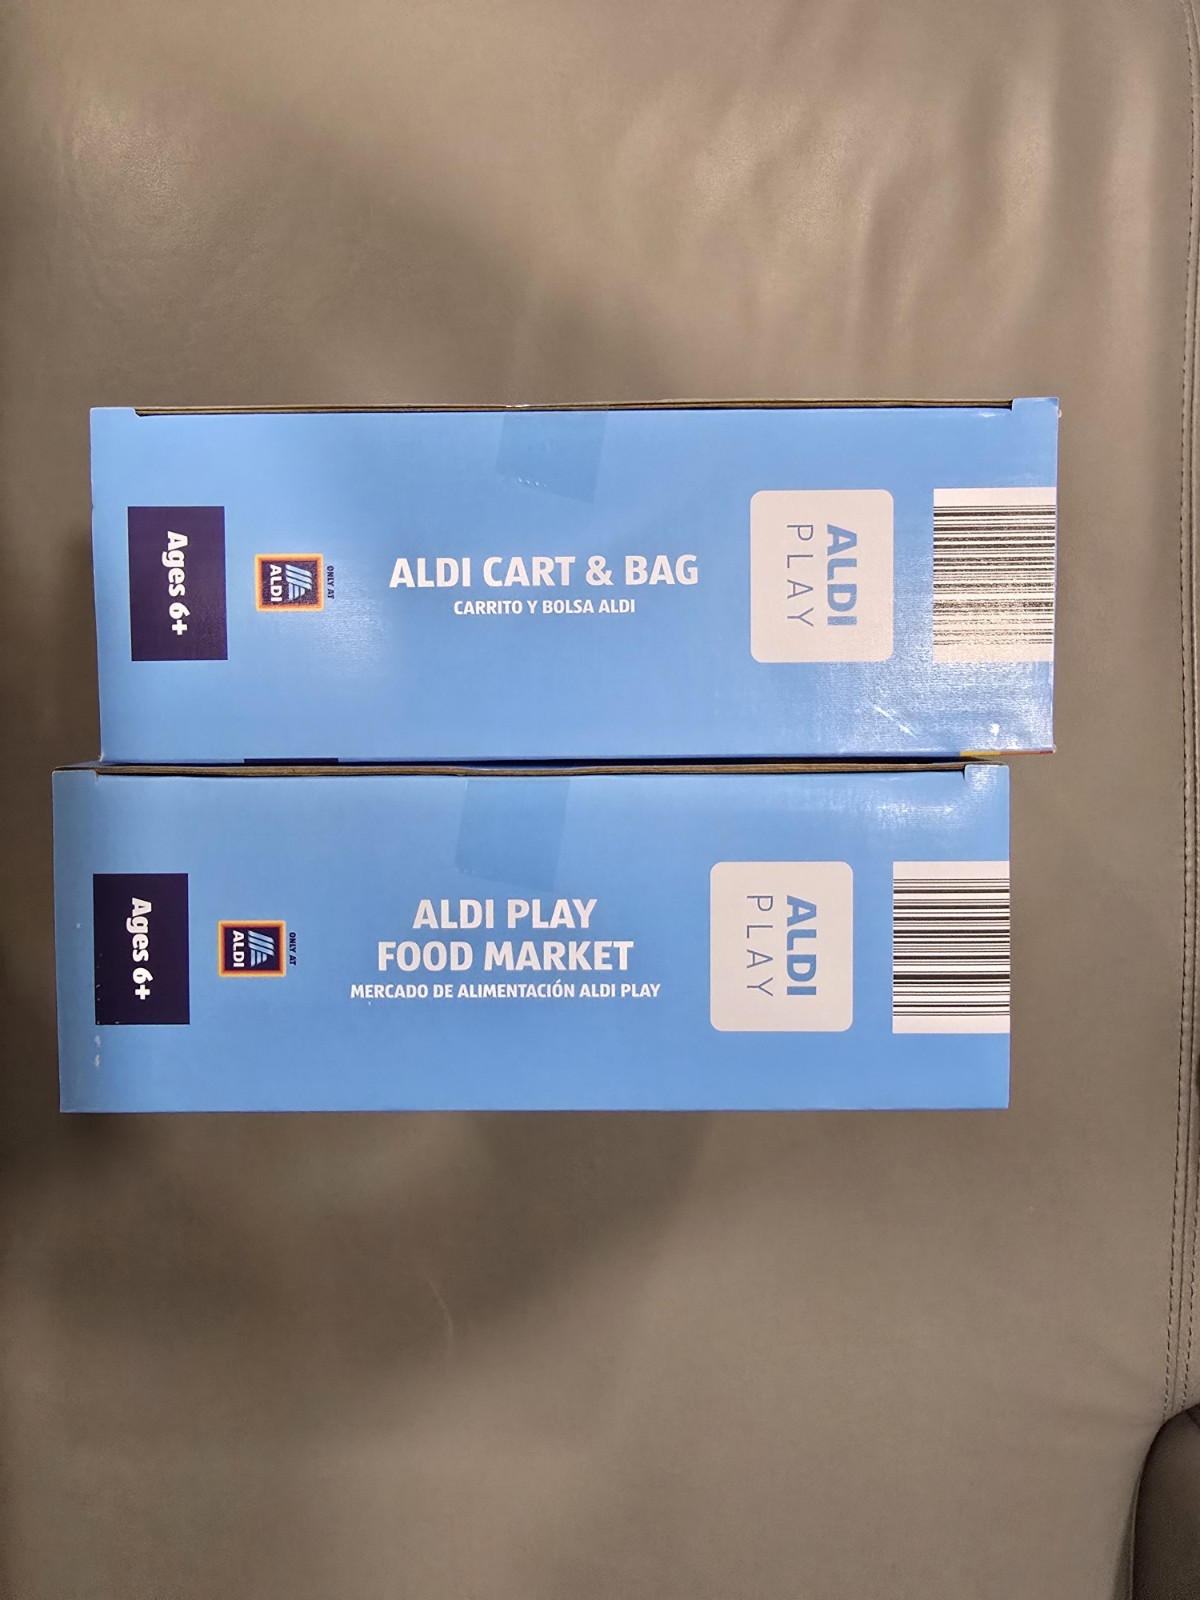 Ages 6+
ONLY AT
ALDI
ALDI CART & BAG
CARRITO Y BOLSA ALDI
ALDI
PLAY
Ages 6+
ONLY AT
ALDI
ALDI PLAY
FOOD MARKET
MERCADO DE ALIMENTACIÓN ALDI PLAY
ALDI
PLAY